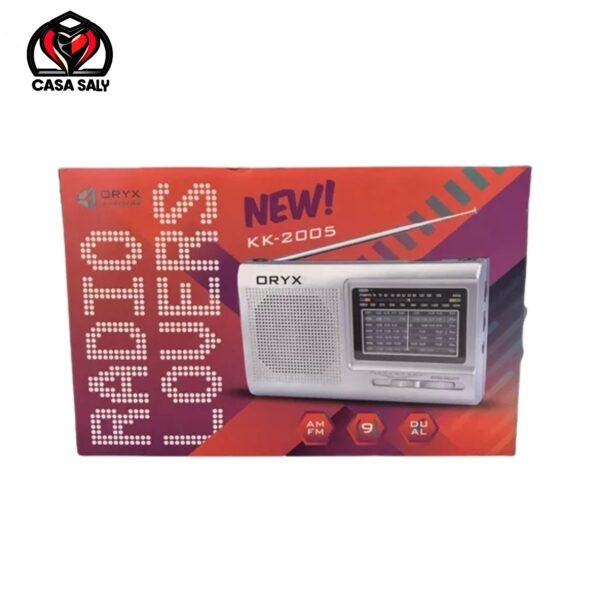 CASA SALY
ORYX
RADIO
LOVERS
NEW!
KK-2005
ORYX
AM
FM
9
DU
AL